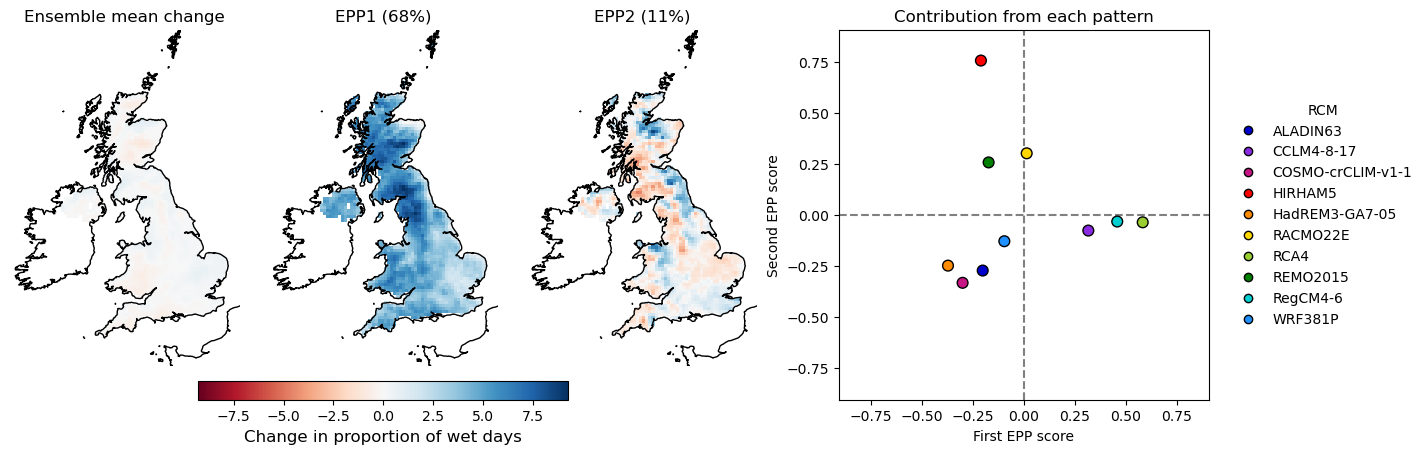 Ensemble mean change
EPP1 (68%)
EPP2 (11%)
Contribution from each pattern
−7.5 −5.0 −2.5 0.0 2.5 5.0 7.5
Change in proportion of wet days
Second EPP score
0.75
0.50
0.25
0.00
−0.25
−0.50
−0.75
−0.75 −0.50 −0.25 0.00 0.25 0.50 0.75
First EPP score
RCM
ALADIN63
CCLM4-8-17
COSMO-crCLIM-v1-1
HIRHAM5
HadREM3-GA7-05
RACMO22E
RCA4
REMO2015
RegCM4-6
WRF381P